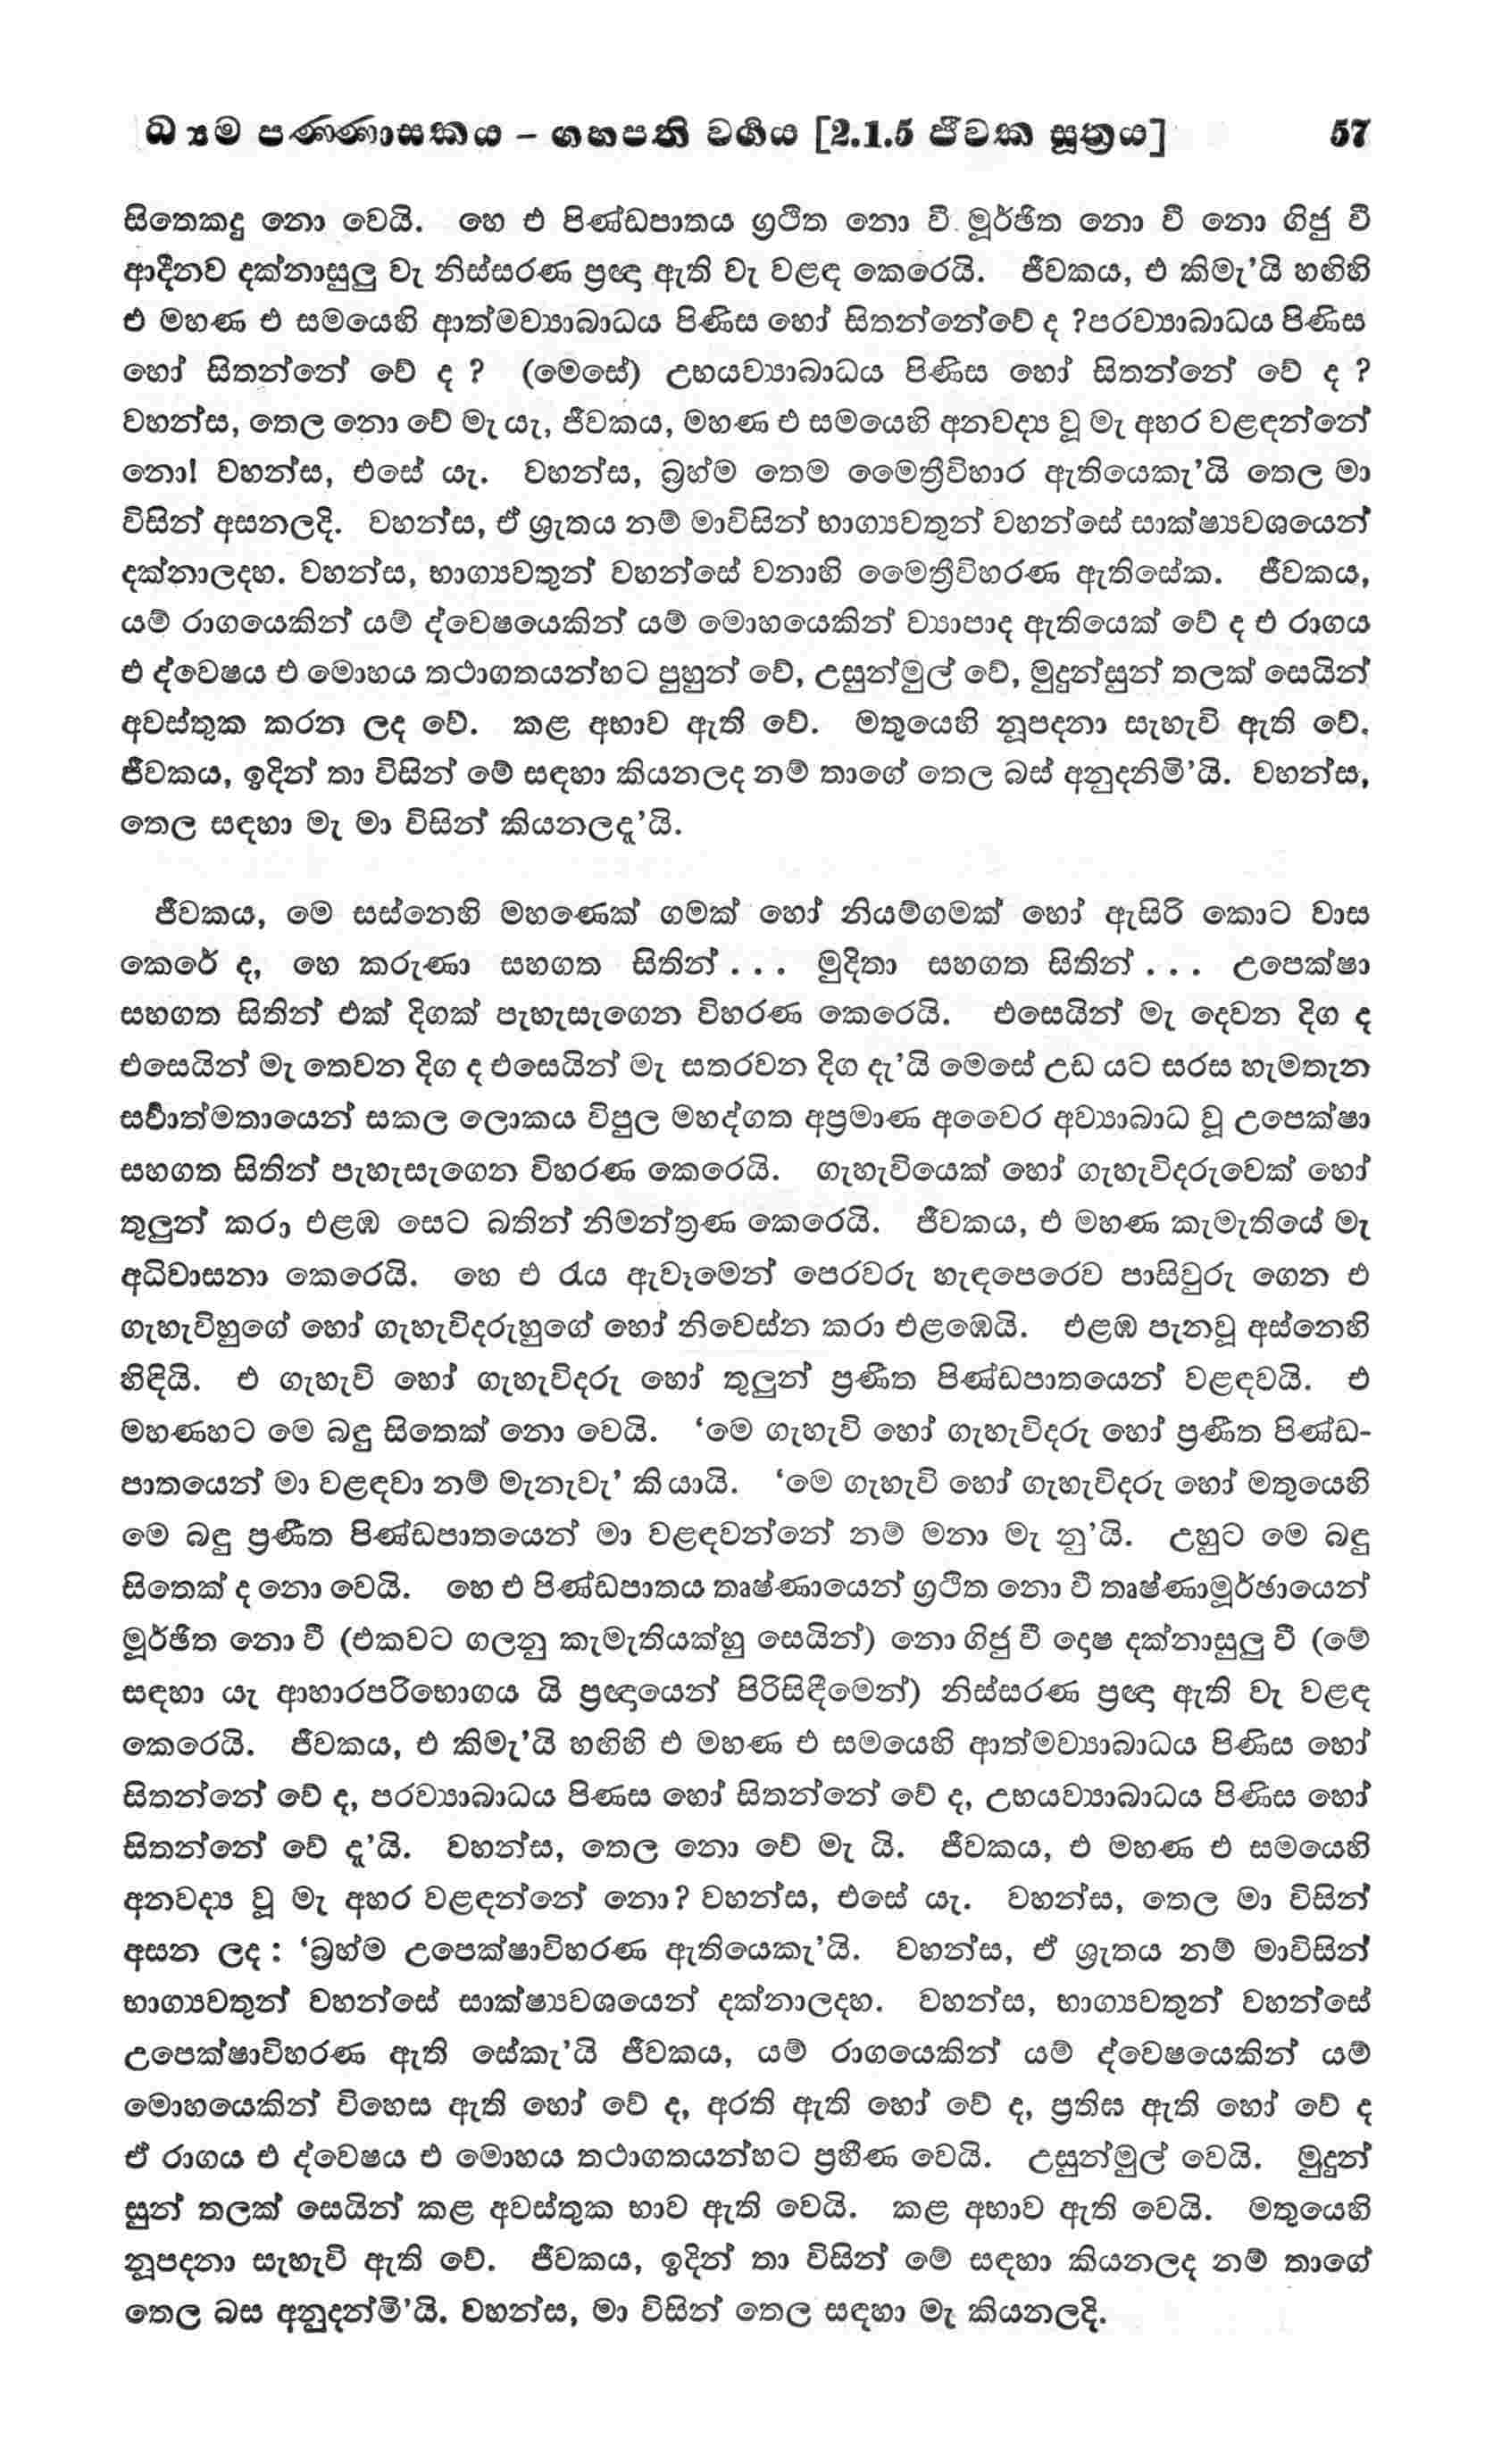 ඛ්‍යම පණ්ණාසකය – ගහපති වර්‍ගය [2.1.5 ජීවක සූත්‍රය] 57
සිතෙකදු නො වෙයි. හෙ එ පිණ්ඩපාතය ග්‍රථිත නො වී මූර්ඡිත නො වී නො ගිජු වී
ආදීනව දක්නාසුලු වැ නිස්සරණ ප්‍රඥා ඇති වැ වළඳ කෙරෙයි. ජීවකය, එ කිමැ’යි හඟිහි
එ මහණ එ සමයෙහි ආත්මව්‍යාබාධය පිණිස හෝ සිතන්නේවේ ද ?පරව්‍යාබාධය පිණිස
හෝ සිතන්නේ වේ ද ? (මෙසේ) උභයව්‍යාබාධය පිණිස හෝ සිතන්නේ වේ ද ?
වහන්ස, තෙල නො වේ මැ යැ, ජීවකය, මහණ එ සමයෙහි අනවද්‍ය වූ මැ අහර වළඳන්නේ
නො! වහන්ස, එසේ යැ. වහන්ස, බ්‍රහ්ම තෙම මෛත්‍රීවිහාර ඇතියෙකැ’යි තෙල මා
විසින් අසනලදි. වහන්ස, ඒ ශ්‍රැතය නම් මාවිසින් භාග්‍යවතුන් වහන්සේ සාක්ෂ්‍යවශයෙන්
දක්නාලදහ. වහන්ස, භාග්‍යවතුන් වහන්සේ වනාහි මෛත්‍රීවිහරණ ඇතිසේක. ජීවකය,
යම් රාගයෙකින් යම් ද්වෙෂයෙකින් යම් මොහයෙකින් ව්‍යාපාද ඇතියෙක් වේ ද එ රාගය
එ ද්වෙෂය එ මොහය තථාගතයන්හට පුහුන් වේ, උසුන්මුල් වේ, මුදුන්සුන් තලක් සෙයින්
අවස්තුක කරන ලද වේ. කළ අභාව ඇති වේ. මතුයෙහි නූපදනා සැහැවි ඇති වේ.
ජීවකය, ඉදින් තා විසින් මේ සඳහා කියනලද නම් තාගේ තෙල බස් අනුදනිමි’යි. වහන්ස,
තෙල සඳහා මැ මා විසින් කියනලදැ’යි.
ජීවකය, මෙ සස්නෙහි මහණෙක් ගමක් හෝ නියම්ගමක් හෝ ඇසිරි කොට වාස
කෙරේ ද, හෙ කරුණා සහගත සිතින් . . . මුදිතා සහගත සිතින් . . . උපෙක්ෂා
සහගත සිතින් එක් දිගක් පැහැසැගෙන විහරණ කෙරෙයි. එසෙයින් මැ දෙවන දිග ද
එසෙයින් මැ තෙවන දිග ද එසෙයින් මැ සතරවන දිග දැ’යි මෙසේ උඩ යට සරස හැමතැන
සර්‍වාත්මතායෙන් සකල ලොකය විපුල මහද්ගත අප්‍රමාණ අවෛර අව්‍යාබාධ වූ උපෙක්ෂා
සහගත සිතින් පැහැසැගෙන විහරණ කෙරෙයි. ගැහැවියෙක් හෝ ගැහැවිදරුවෙක් හෝ
තුලුන් කරා එළඹ සෙට බතින් නිමන්ත්‍රණ කෙරෙයි. ජීවකය, එ මහණ කැමැතියේ මැ
අධිවාසනා කෙරෙයි. හෙ එ රැය ඇවෑමෙන් පෙරවරු හැඳපෙරෙව පාසිවුරු ගෙන එ
ගැහැවිහුගේ හෝ ගැහැවිදරුහුගේ හෝ නිවෙස්න කරා එළඹෙයි. එළඹ පැනවූ අස්නෙහි
හිඳියි. එ ගැහැවි හෝ ගැහැවිදරු හෝ තුලුන් ප්‍රණීත පිණ්ඩපාතයෙන් වළඳවයි. එ
මහණහට මෙ බඳු සිතෙක් නො වෙයි. ‘මෙ ගැහැවි හෝ ගැහැවිදරු හෝ ප්‍රණීත පිණ්ඩ-
පාතයෙන් මා වළඳවා නම් මැනැවැ’ කියායි. ‘මෙ ගැහැවි හෝ ගැහැවිදරු හෝ මතුයෙහි
මෙ බඳු ප්‍රණීත පිණ්ඩපාතයෙන් මා වළඳවන්නේ නම් මනා මැ නු’යි. උහුට මෙ බඳු
සිතෙක් ද නො වෙයි. හෙ එ පිණ්ඩපාතය තෘෂ්ණායෙන් ග්‍රථිත නො වී තෘෂ්ණාමූර්ඡායෙන්
මූර්ඡිත නො වී (එකවට ගලනු කැමැතියක්හු සෙයින්) නො ගිජු වී දෙෂ දක්නාසුලු වී (මේ
සඳහා යැ ආහාරපරිභොගය යි ප්‍රඥායෙන් පිරිසිඳීමෙන්) නිස්සරණ ප්‍රඥා ඇති වැ වළඳ
කෙරෙයි. ජීවකය, එ කිමැ’යි හඟිහි එ මහණ එ සමයෙහි ආත්මව්‍යාබාධය පිණිස හෝ
සිතන්නේ වේ ද, පරව්‍යාබාධය පිණස හෝ සිතන්නේ වේ ද, උභයව්‍යාබාධය පිණිස හෝ
සිතන්නේ වේ දැ’යි. වහන්ස, තෙල නො වේ මැ යි. ජීවකය, එ මහණ එ සමයෙහි
අනවද්‍ය වූ මැ අහර වළඳන්නේ නො? වහන්ස, එසේ යැ. වහන්ස, තෙල මා විසින්
අසන ලද : ‘බ්‍රහ්ම උපෙක්ෂාවිහරණ ඇතියෙකැ’යි. වහන්ස, ඒ ශ්‍රැතය නම් මාවිසින්
භාග්‍යවතුන් වහන්සේ සාක්ෂ්‍යවශයෙන් දක්නාලදහ. වහන්ස, භාග්‍යවතුන් වහන්සේ
උපෙක්ෂාවිහරණ ඇති සේකැ’යි ජීවකය, යම් රාගයෙකින් යම් ද්වෙෂයෙකින් යම්
මොහයෙකින් විහෙස ඇති හෝ වේ ද, අරති ඇති හෝ වේ ද, ප්‍රතිඝ ඇති හෝ වේ ද
ඒ රාගය එ ද්වෙෂය එ මොහය තථාගතයන්හට ප්‍රහීණ වෙයි. උසුන්මුල් වෙයි. මුදුන්
සුන් තලක් සෙයින් කළ අවස්තුක භාව ඇති වෙයි. කළ අභාව ඇති වෙයි. මතුයෙහි
නූපදනා සැහැවි ඇති වේ. ජීවකය, ඉදින් තා විසින් මේ සඳහා කියනලද නම් තාගේ
තෙල බස අනුදන්මි’යි. වහන්ස, මා විසින් තෙල සඳහා මැ කියනලදි.